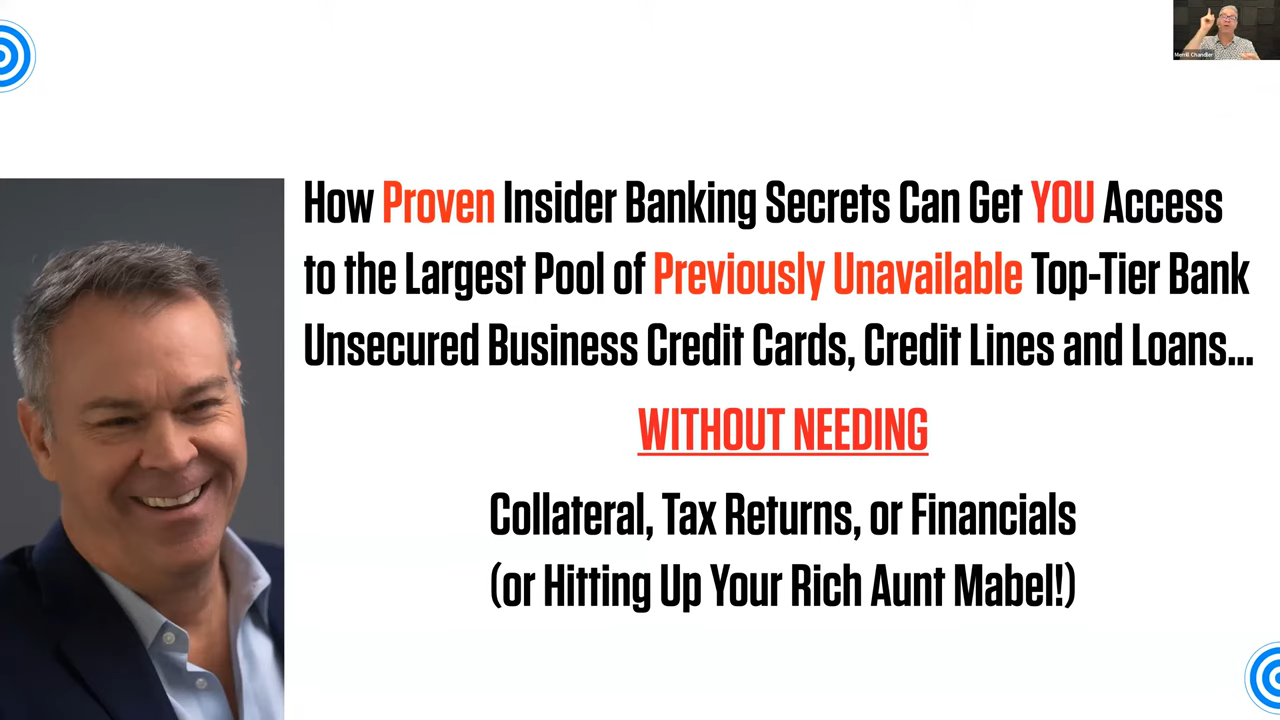 Merrill Chandler
How Proven Insider Banking Secrets Can Get YOU Access
to the Largest Pool of Previously Unavailable Top-Tier Bank
Unsecured Business Credit Cards, Credit Lines and Loans...
WITHOUT NEEDING
Collateral, Tax Returns, or Financials
(or Hitting Up Your Rich Aunt Mabel!)